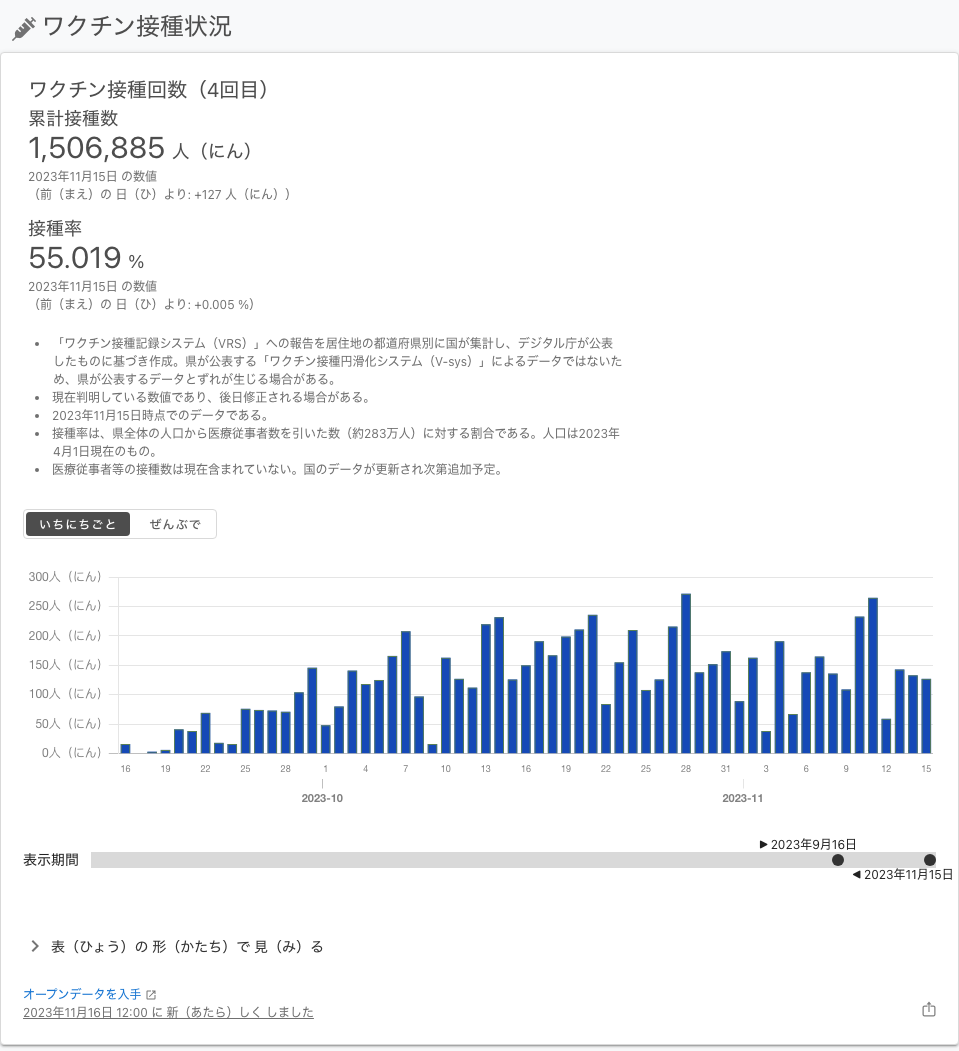 ワクチン接種状況
ワクチン接種回数（4回目）
累計接種数
1,506,885 人（にん）
2023年11月15日 の数値
（前（まえ）の 日（ひ）より: +127 人（にん））
接種率
55.019 %
2023年11月15日 の数値
（前（まえ）の 日（ひ）より: +0.005 %）
• 「ワクチン接種記録システム（VRS）」への報告を居住地の都道府県別に国が集計し、デジタル庁が公表
したものに基づき作成。県が公表する「ワクチン接種円滑化システム（V-sys）」によるデータではないた
め、県が公表するデータとずれが生じる場合がある。
• 現在判明している数値であり、後日修正される場合がある。
• 2023年11月15日時点でのデータである。
• 接種率は、県全体の人口から医療従事者数を引いた数（約283万人）に対する割合である。人口は2023年
4月1日現在のもの。
• 医療従事者等の接種数は現在含まれていない。国のデータが更新され次第追加予定。
いちにちごと ぜんぶで
300人（にん）
250人（にん）
200人（にん）
150人（にん）
100人（にん）
50人（にん）
0人（にん）
16 19 22 25 28 1 4 7 10 13 16 19 22 25 28 31 3 6 9 12 15
2023-10 2023-11
▶ 2023年9月16日
表示期間
◀ 2023年11月15日
表（ひょう）の 形（かたち）で 見（み）る
オープンデータを入手
2023年11月16日 12:00 に 新（あたら）しく しました